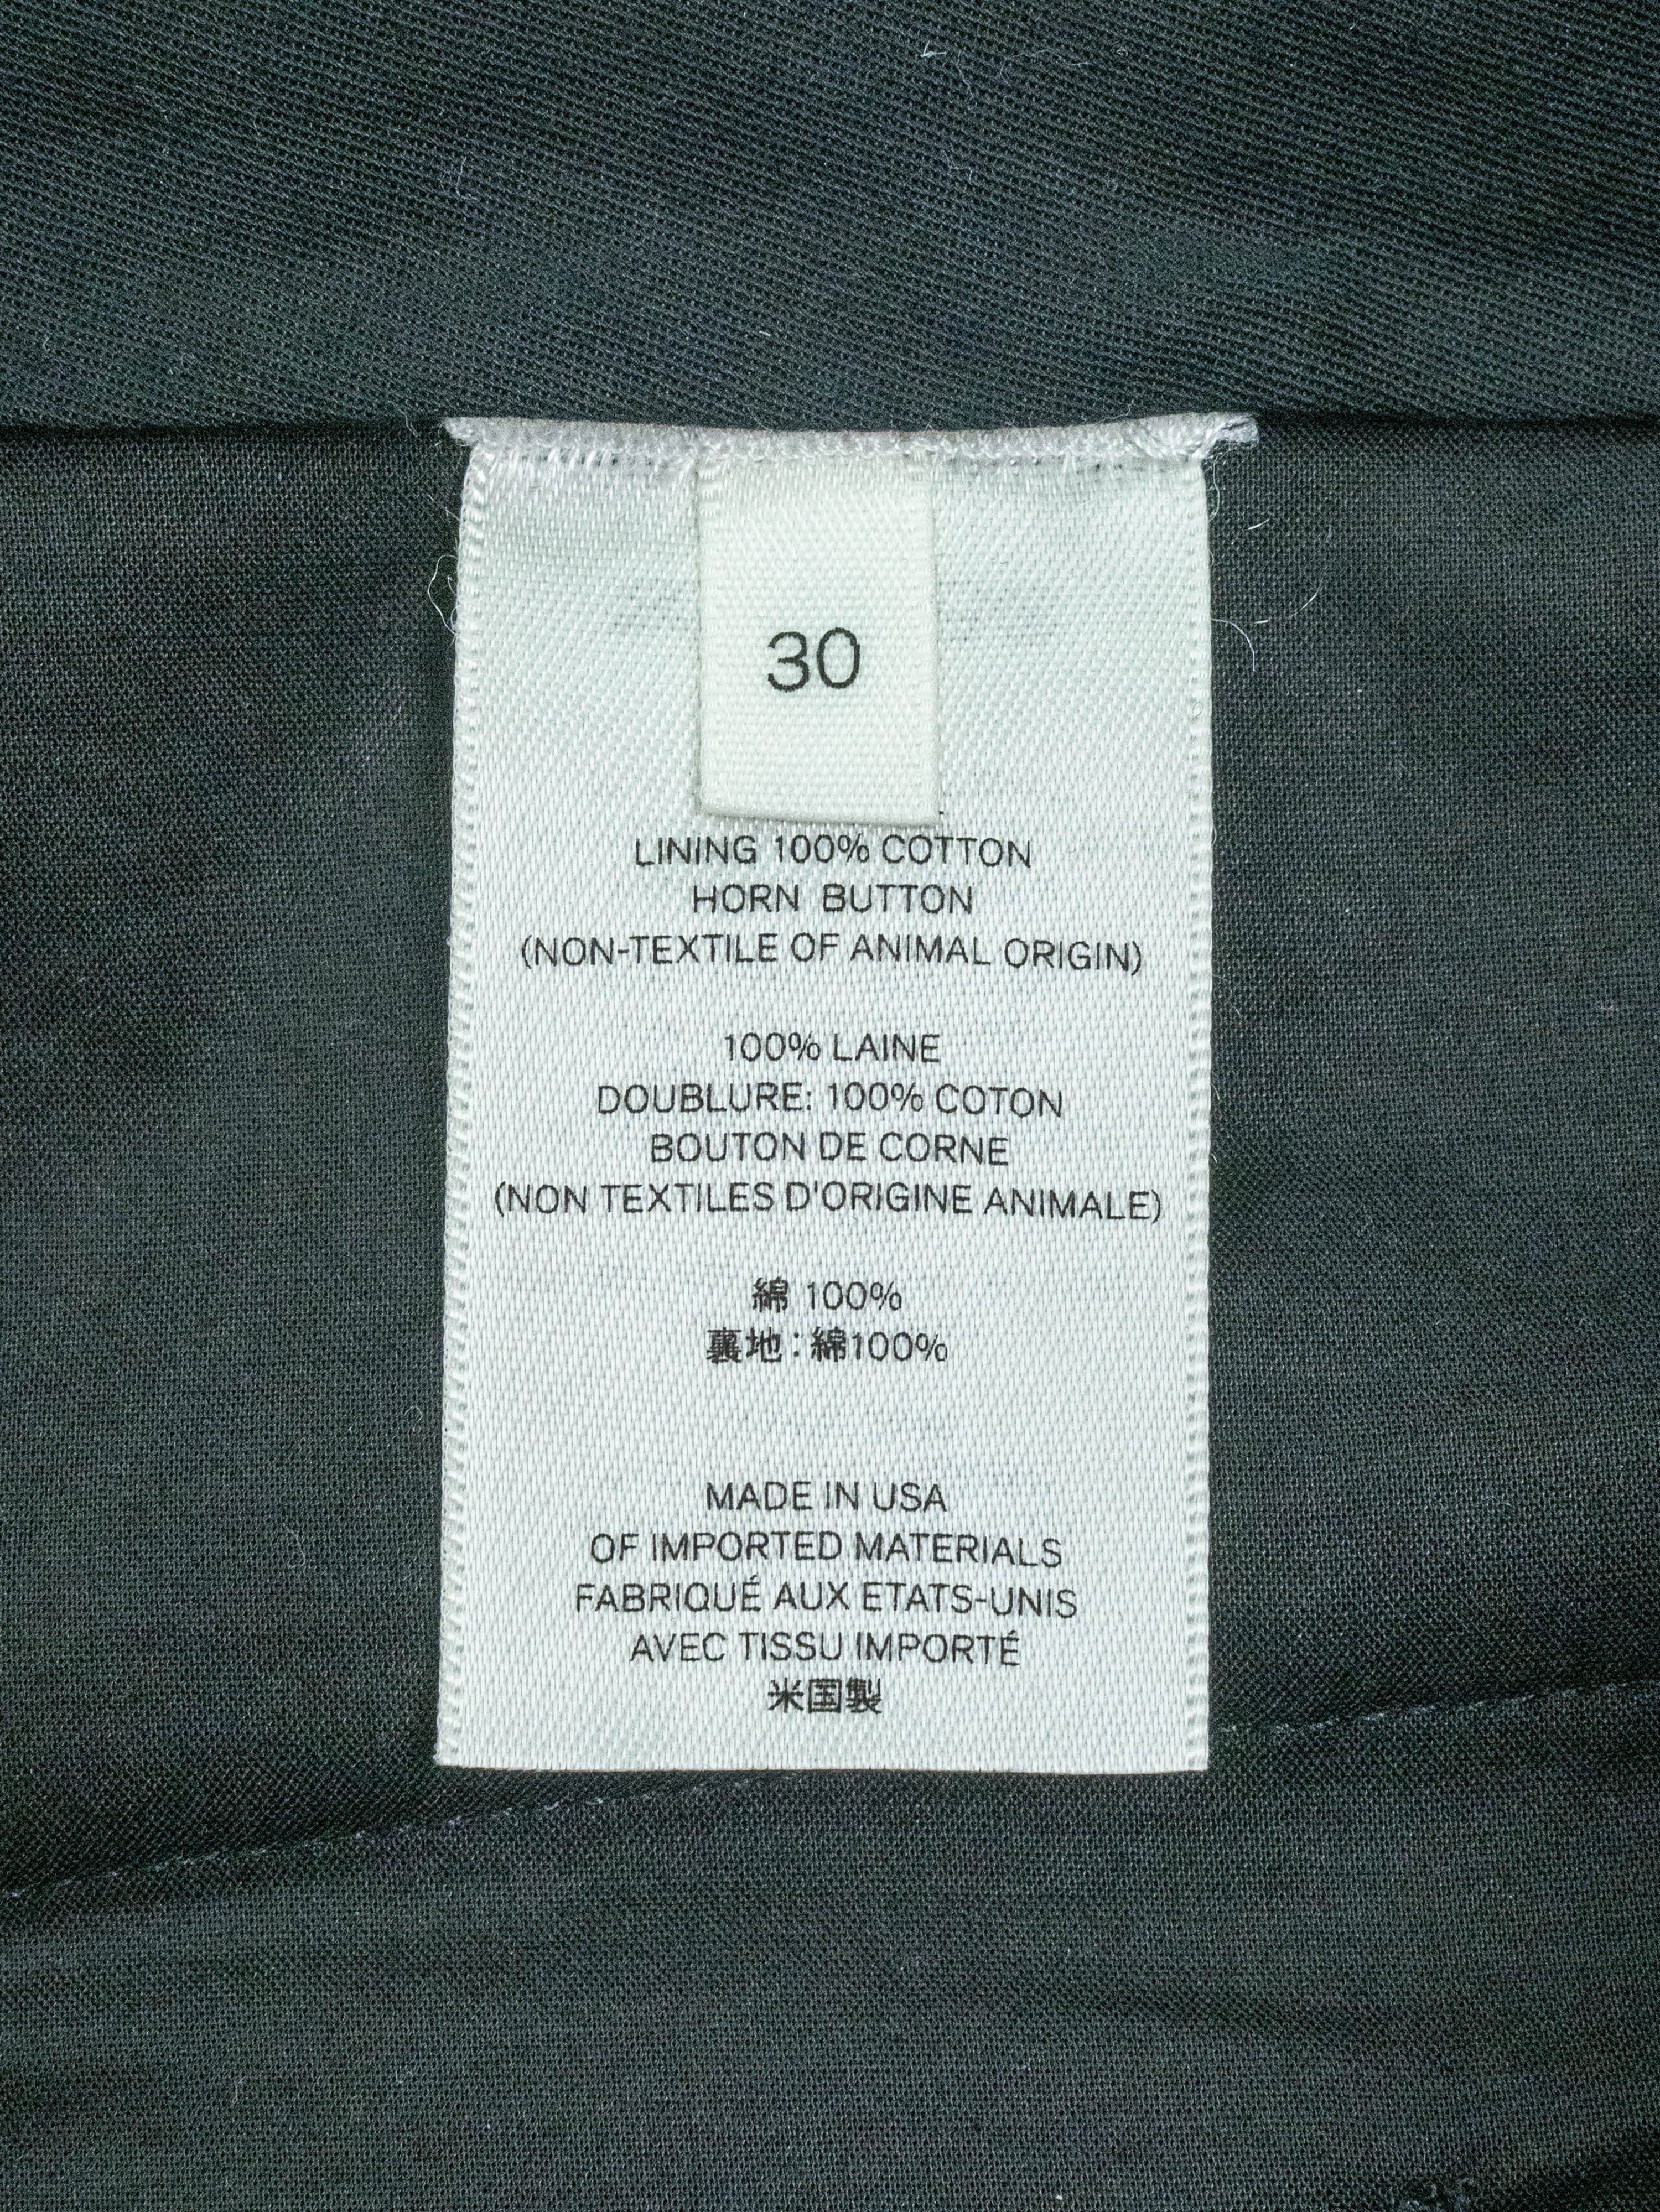 30
LINING 100% COTTON
HORN BUTTON
(NON-TEXTILE OF ANIMAL ORIGIN)
100% LAINE
DOUBLURE: 100% COTON
BOUTON DE CORNE
(NON TEXTILES D'ORIGINE ANIMALE)
綿 100%
裏地:綿100%
MADE IN USA
OF IMPORTED MATERIALS
FABRIQUÉ AUX ETATS-UNIS
AVEC TISSU IMPORTÉ
米国製